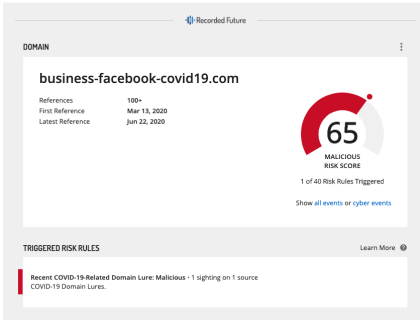 Recorded Future
DOMAIN
business-facebook-covid19.com
References 100+
First Reference Mar 13, 2020
Latest Reference Jun 22, 2020
65
MALICIOUS
RISK SCORE
1 of 40 Risk Rules Triggered
Show all events or cyber events
TRIGGERED RISK RULES
Learn More
Recent COVID-19-Related Domain Lure: Malicious • 1 sighting on 1 source
COVID-19 Domain Lures.